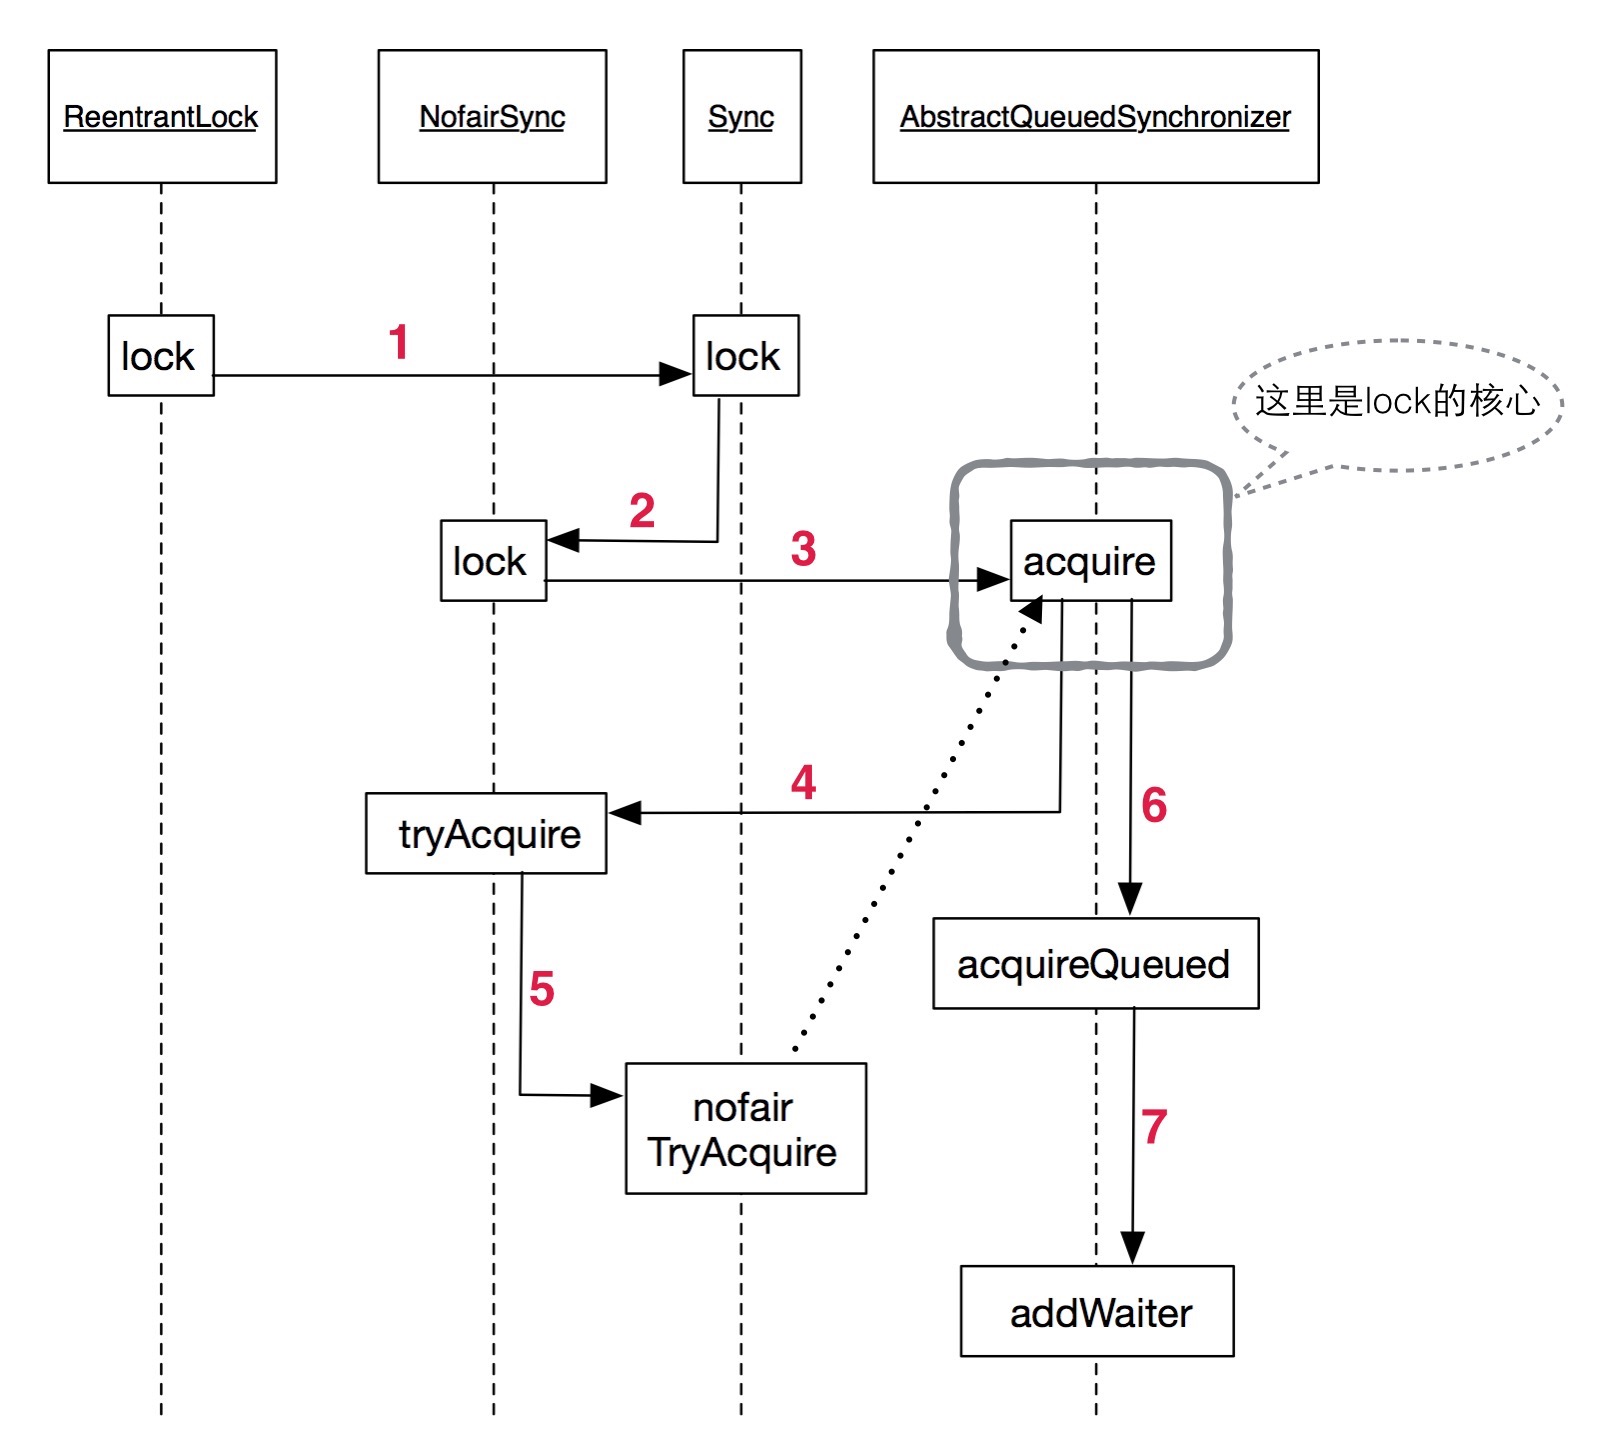 ReentrantLock
NofairSync
Sync
AbstractQueuedSynchronizer
lock
1
lock
这里是lock的核心
2
lock
3
acquire
4
tryAcquire
6
acquireQueued
5
nofair
TryAcquire
7
addWaiter